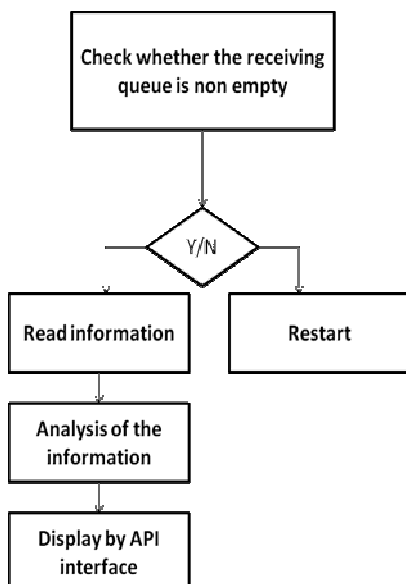 Check whether the receiving
queue is non empty
Y/N
Read information
Restart
Analysis of the
information
Display by API
interface